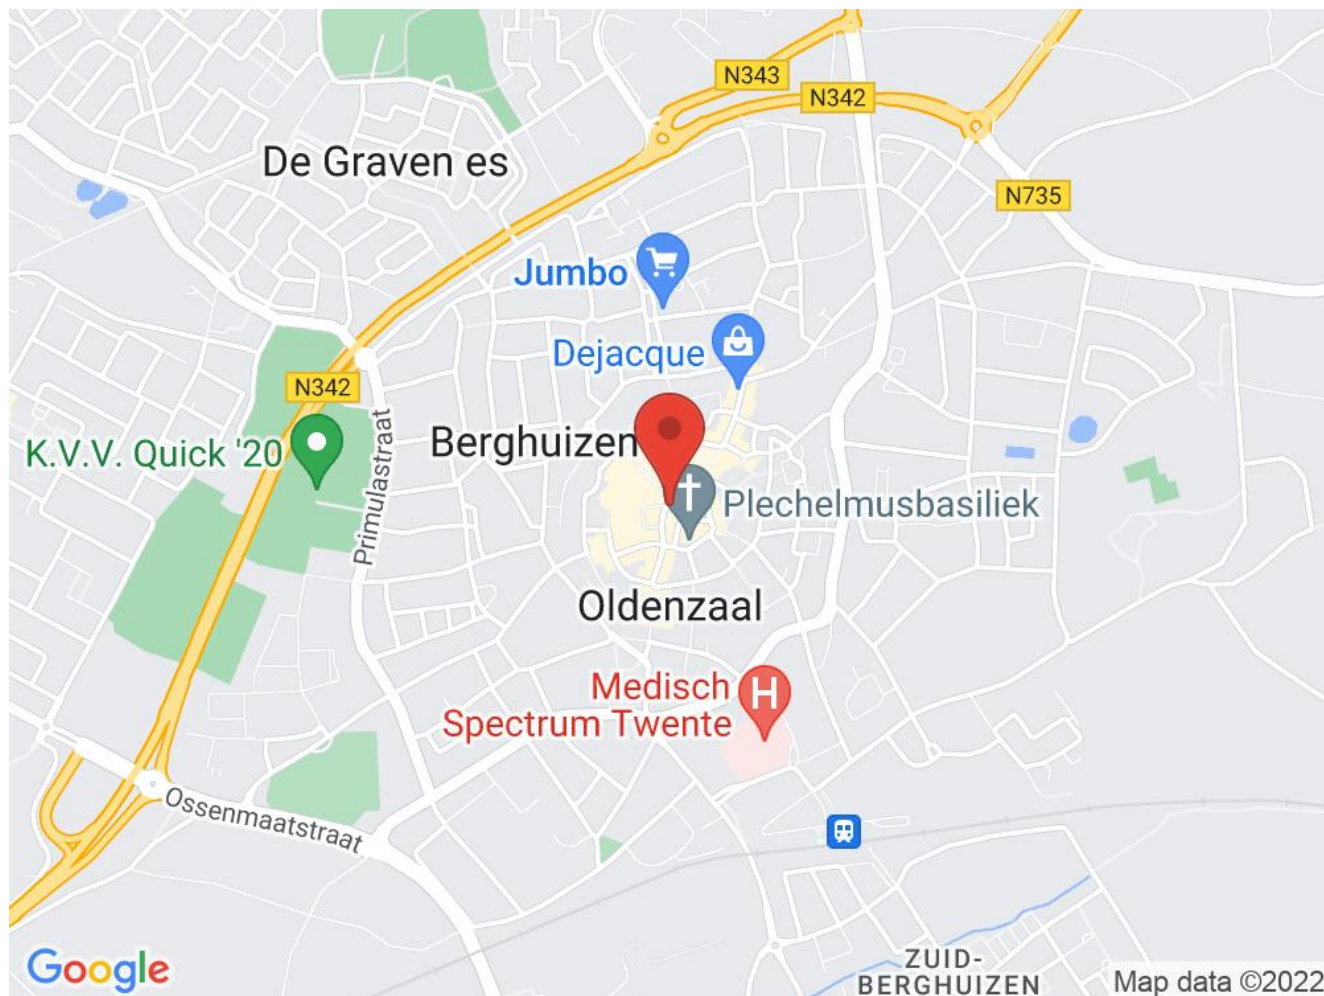 N343
N342
De Graven es
N735
Jumbo
Dejacque
N342
Berghuizen
K.V.V. Quick '20
Primulastraat
Plechelmusbasiliek
Oldenzaal
Medisch
Spectrum Twente
H
Ossenmaatstraat
ZUID-
BERGHUIZEN
Google
Map data ©2022